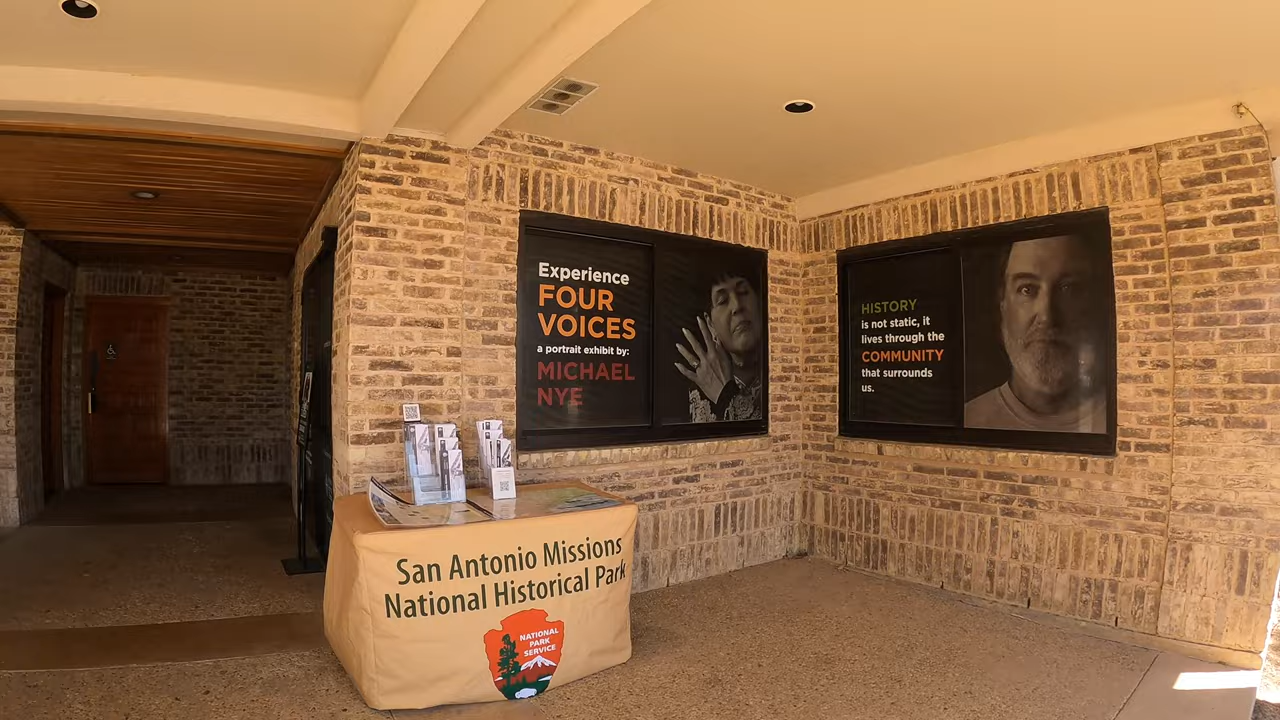 Experience
FOUR
VOICES
a portrait exhibit by:
MICHAEL
NYE
HISTORY
is not static, it
lives through the
COMMUNITY
that surrounds
us.
San Antonio Missions
National Historical Park
NATIONAL
PARK
SERVICE